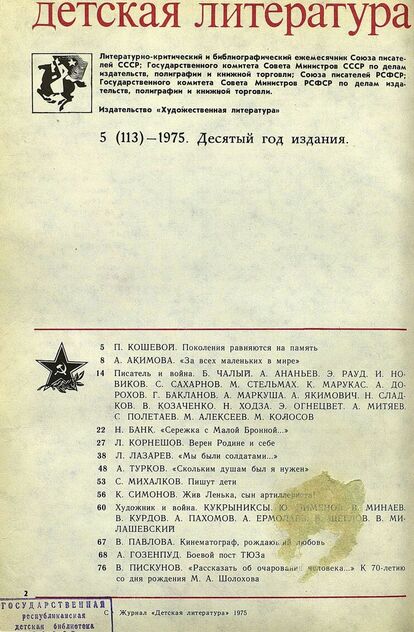 детская литература
Литературно-критический и библиографический ежемесячник Союза писате-
лей СССР; Государственного комитета Совета Министров СССР по делам
издательств, полиграфии и книжной торговли; Союза писателей РСФСР;
Государственного комитета Совета Министров РСФСР по делам изда-
тельств, полиграфии и книжной торговли.
Издательство «Художественная литература»
5 (113)—1975. Десятый год издания.
5 П. КОШЕВОЙ. Поколения равняются на память
8 А. АКИМОВА. «За всех маленьких в мире»
14 Писатель и война. Б. ЧАЛЫЙ. А. АНАНЬЕВ. Э. РАУД. И. НО-
ВИКОВ. С. САХАРНОВ. М. СТЕЛЬМАХ. К. МАРУКАС. А. ДО-
РОХОВ. Г. БАКЛАНОВ. А. МАРКУША. А. ЯКИМОВИЧ. Н. СЛАД-
КОВ. В. КОЗАЧЕНКО. Н. ХОДЗА. Э. ОГНЕЦВЕТ. А. МИТЯЕВ.
С. ПОЛЕТАЕВ. М. АЛЕКСЕЕВ. М. КОЛОСОВ
22 Н. БАНК. «Сережка с Малой Бронной...»
27 Л. КОРНЕШОВ. Верен Родине и себе
38 Л. ЛАЗАРЕВ. «Мы были солдатами...»
48 А. ТУРКОВ. «Скольким душам был я нужен»
53 С. МИХАЛКОВ. Пишут дети
56 К. СИМОНОВ. Жив Ленька, сын артиллериста!
60 Художник и война. КУКРЫНИКСЫ. Ю. ПИМЕНОВ. В. МИНАЕВ.
В. КУРДОВ. А. ПАХОМОВ. А. ЕРМОЛАЕВ. В. ЩЕГЛОВ. В. МИ-
ЛАШЕВСКИЙ
67 В. ПАВЛОВА. Кинематограф, рождающий любовь
68 А. ГОЗЕНПУД. Боевой пост ТЮЗа
76 В. ПИСКУНОВ. «Рассказать об очаровании человека...» К 70-летию
со дня рождения М. А. Шолохова
2
ГОСУДАРСТВЕННАЯ
республиканская
детская библиотека
С Журнал «Детская литература» 1975